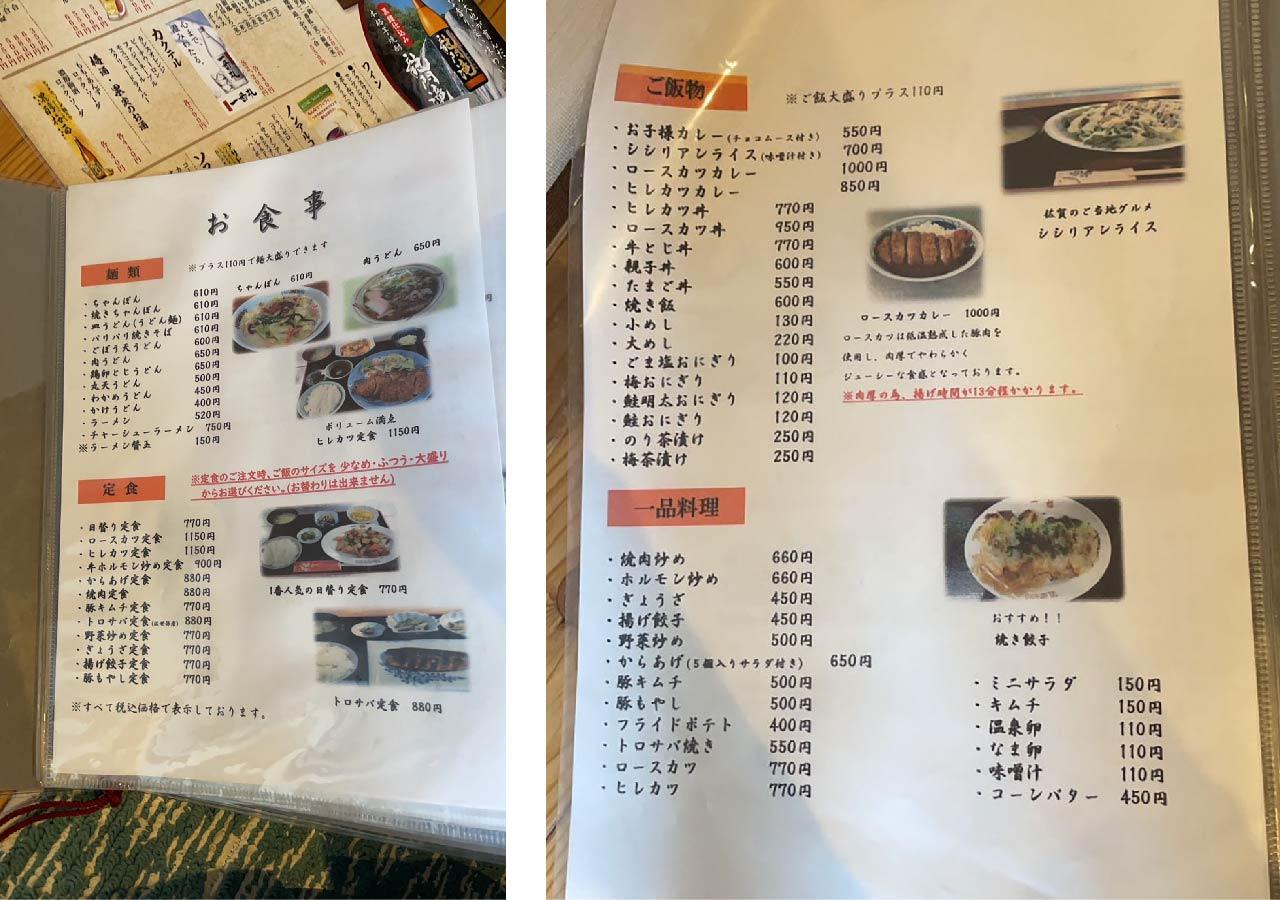 カクテル
樽酒・果実のお酒
ワイン
一番丸
お食事
麺類
※プラス110円で麺大盛りできます
・ちゃんぽん 610円
・焼きちゃんぽん 610円
・皿うどん(うどん麺) 610円
・パリパリ焼きそば 610円
・ごぼう天うどん 600円
・肉うどん 650円
・鶏卵とじうどん 650円
・丸天うどん 500円
・わかめうどん 450円
・かけうどん 400円
・ラーメン 520円
・チャーシューラーメン 750円
※ラーメン替玉 150円
ちゃんぽん 610円
肉うどん 650円
ボリューム満点
ヒレカツ定食 1150円
定食
※定食のご注文時、ご飯のサイズを 少なめ・ふつう・大盛り
からお選びください。(お替わりは出来ません)
・日替り定食 770円
・ロースカツ定食 1150円
・ヒレカツ定食 1150円
・牛ホルモン炒め定食 900円
・からあげ定食 880円
・焼肉定食 880円
・豚キムチ定食 770円
・トロサバ定食 880円
・野菜炒め定食 770円
・ぎょうざ定食 770円
・揚げ餃子定食 770円
・豚もやし定食 770円
1番人気の日替り定食 770円
トロサバ定食 880円
※すべて税込価格で表示しております。
ご飯物
※ご飯大盛りプラス110円
・お子様カレー(チョコムース付き) 550円
・シシリアンライス(味噌汁付き) 700円
・ロースカツカレー 1000円
・ヒレカツカレー 850円
・ヒレカツ丼 770円
・ロースカツ丼 950円
・牛とじ丼 770円
・親子丼 600円
・たまご丼 550円
・焼き飯 600円
・小めし 130円
・大めし 220円
・ごま塩おにぎり 100円
・梅おにぎり 110円
・鮭明太おにぎり 120円
・鮭おにぎり 120円
・のり茶漬け 250円
・梅茶漬け 250円
佐賀のご当地グルメ
シシリアンライス
ロースカツカレー 1000円
ロースカツは低温熟成した豚肉を
使用し、肉厚でやわらかく
ジューシーな食感となっております。
※肉厚の為、揚げ時間が13分程かかります。
一品料理
・焼肉炒め 660円
・ホルモン炒め 660円
・ぎょうざ 450円
・揚げ餃子 450円
・野菜炒め 500円
・からあげ(5個入りサラダ付き) 650円
・豚キムチ 500円
・豚もやし 500円
・フライドポテト 400円
・トロサバ焼き 550円
・ロースカツ 770円
・ヒレカツ 770円
おすすめ！！
焼き餃子
・ミニサラダ 150円
・キムチ 150円
・温泉卵 110円
・なま卵 110円
・味噌汁 110円
・コーンバター 450円